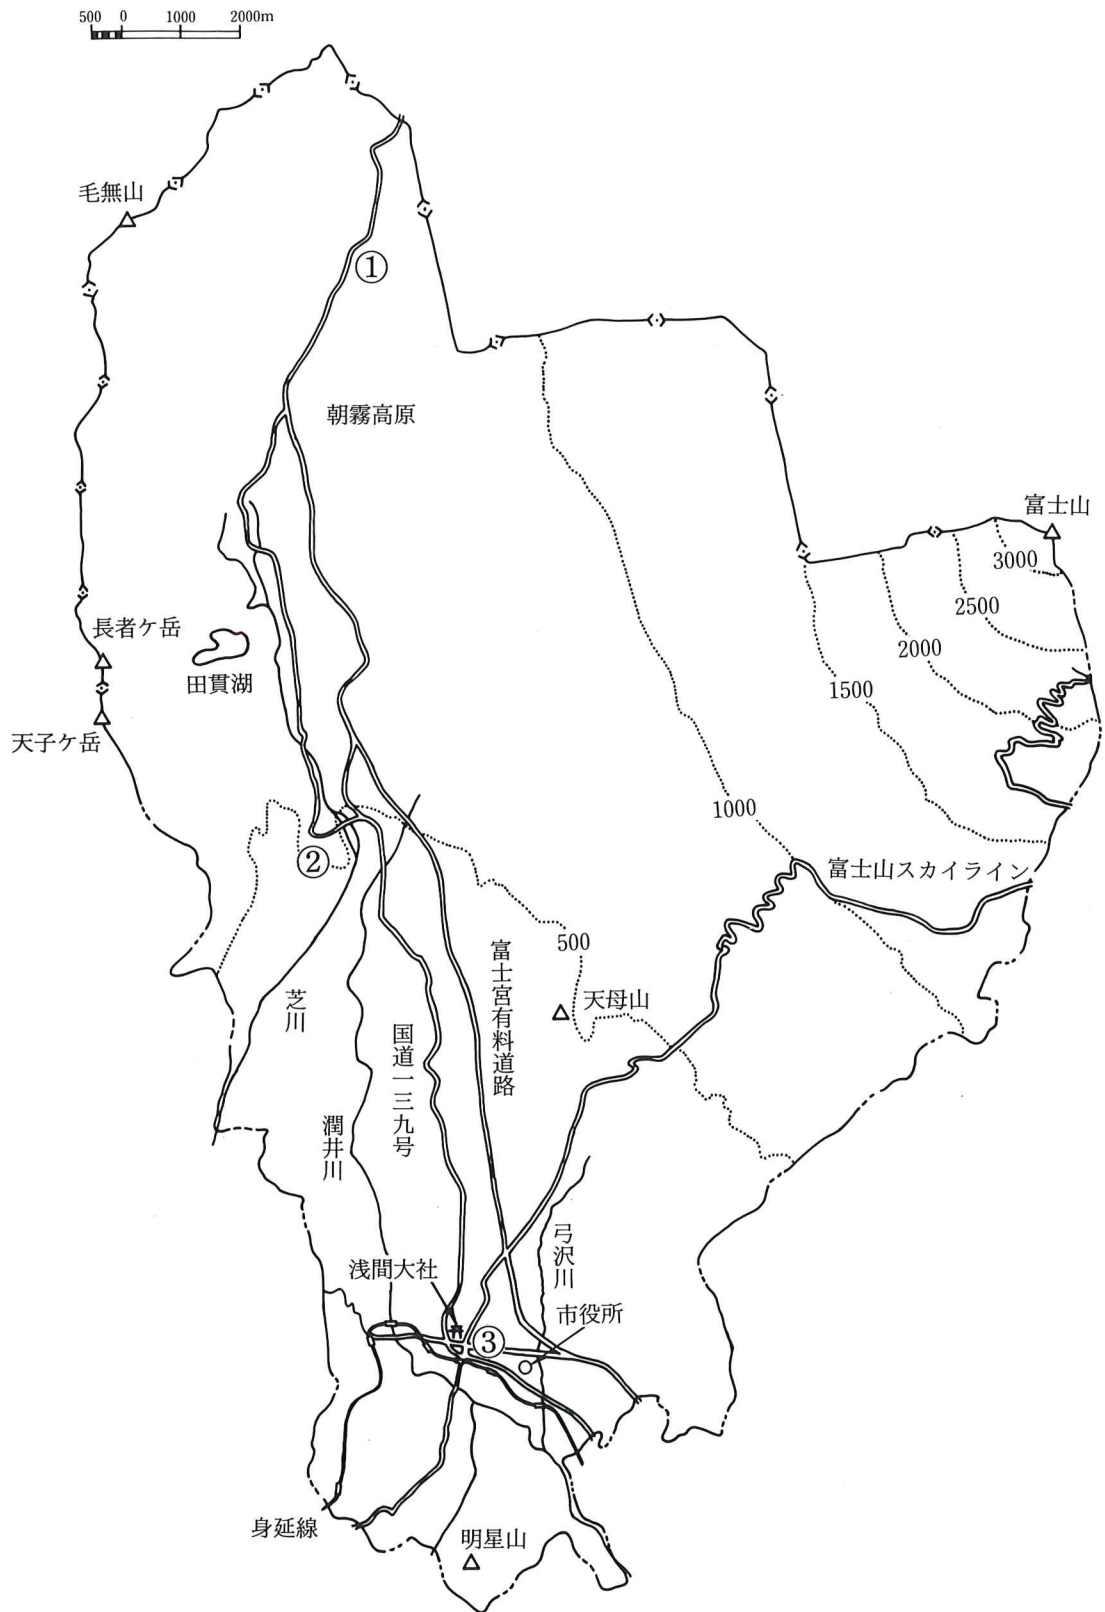 500 0 1000 2000m
毛無山
①
朝霧高原
富士山
3000
2500
2000
1500
長者ケ岳
田貫湖
天子ケ岳
1000
②
富士山スカイライン
500
天母山
富士宮有料道路
芝川
国道一三九号
潤井川
弓沢川
浅間大社
市役所
③
身延線
明星山